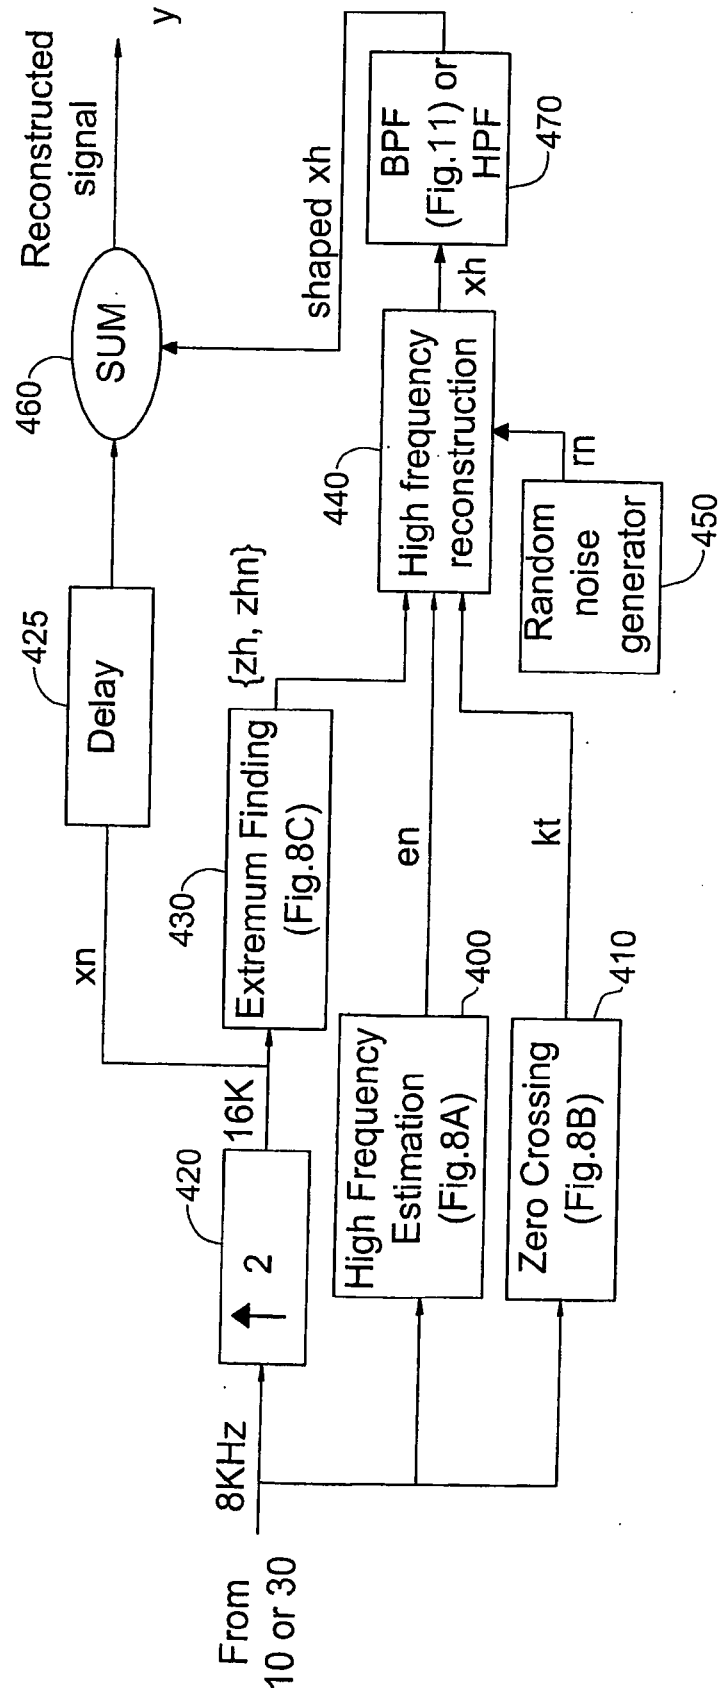 From
10 or 30
8KHz
420
2
16K
xn
425
Delay
430
Extremum Finding
(Fig.8C)
{zh, zhn}
High Frequency
Estimation
(Fig.8A)
400
en
Zero Crossing
(Fig.8B)
410
kt
440
High frequency
reconstruction
Random
noise
generator
450
rn
xh
BPF
(Fig.11) or
HPF
470
shaped xh
460
SUM
Reconstructed
signal
y